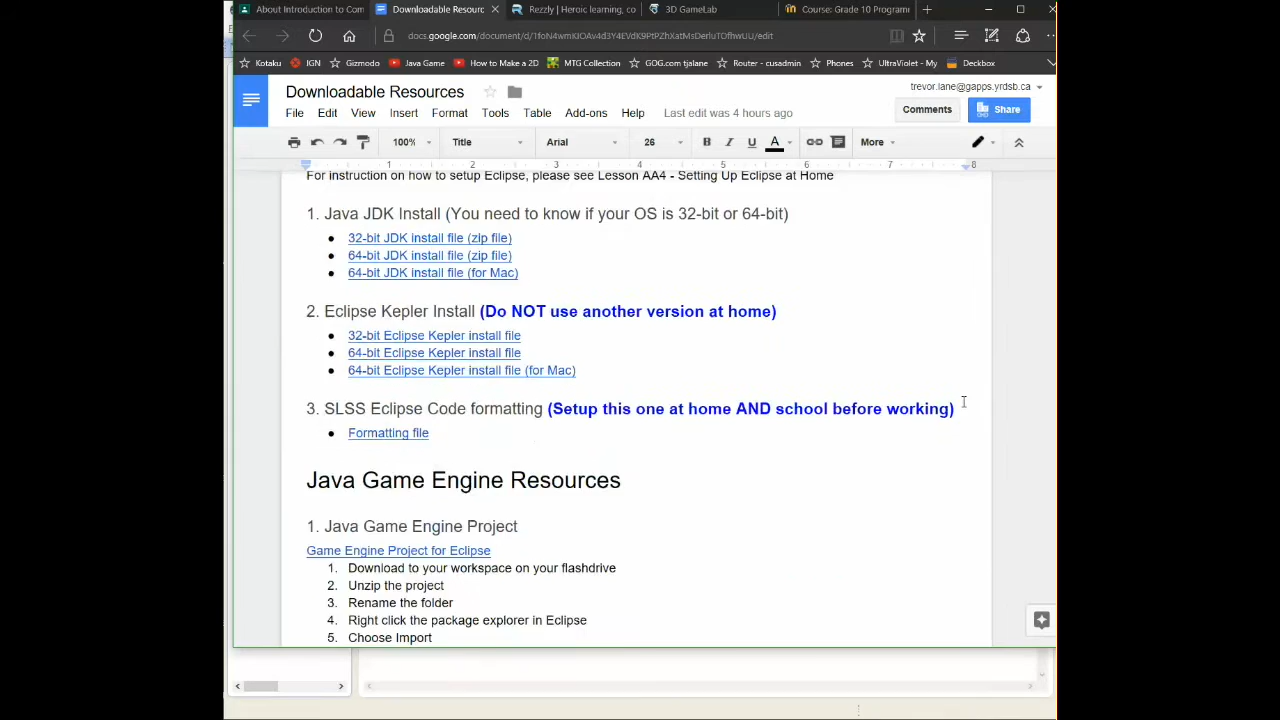 About Introduction to Com
Downloadable Resourc
Rezzly | Heroic learning, co
3D GameLab
Course: Grade 10 Programi
docs.google.com/document/d/1foN4wmKIOAv4d3Y4EVdK9PtPZhXatMsDerluTOfhwUU/edit
Kotaku IGN Gizmodo Java Game How to Make a 2D MTG Collection GOG.com tjalane Router - cusadmin Phones UltraViolet - My Deckbox
trevor.lane@gapps.yrdsb.ca
Downloadable Resources
Comments Share
File Edit View Insert Format Tools Table Add-ons Help Last edit was 4 hours ago
100% Title Arial 26 B I U A More
1 2 3 4 5 6 7 8
For instruction on how to setup Eclipse, please see Lesson AA4 - Setting Up Eclipse at Home
1. Java JDK Install (You need to know if your OS is 32-bit or 64-bit)
● 32-bit JDK install file (zip file)
● 64-bit JDK install file (zip file)
● 64-bit JDK install file (for Mac)
2. Eclipse Kepler Install (Do NOT use another version at home)
● 32-bit Eclipse Kepler install file
● 64-bit Eclipse Kepler install file
● 64-bit Eclipse Kepler install file (for Mac)
3. SLSS Eclipse Code formatting (Setup this one at home AND school before working)
● Formatting file
Java Game Engine Resources
1. Java Game Engine Project
Game Engine Project for Eclipse
1. Download to your workspace on your flashdrive
2. Unzip the project
3. Rename the folder
4. Right click the package explorer in Eclipse
5. Choose Import